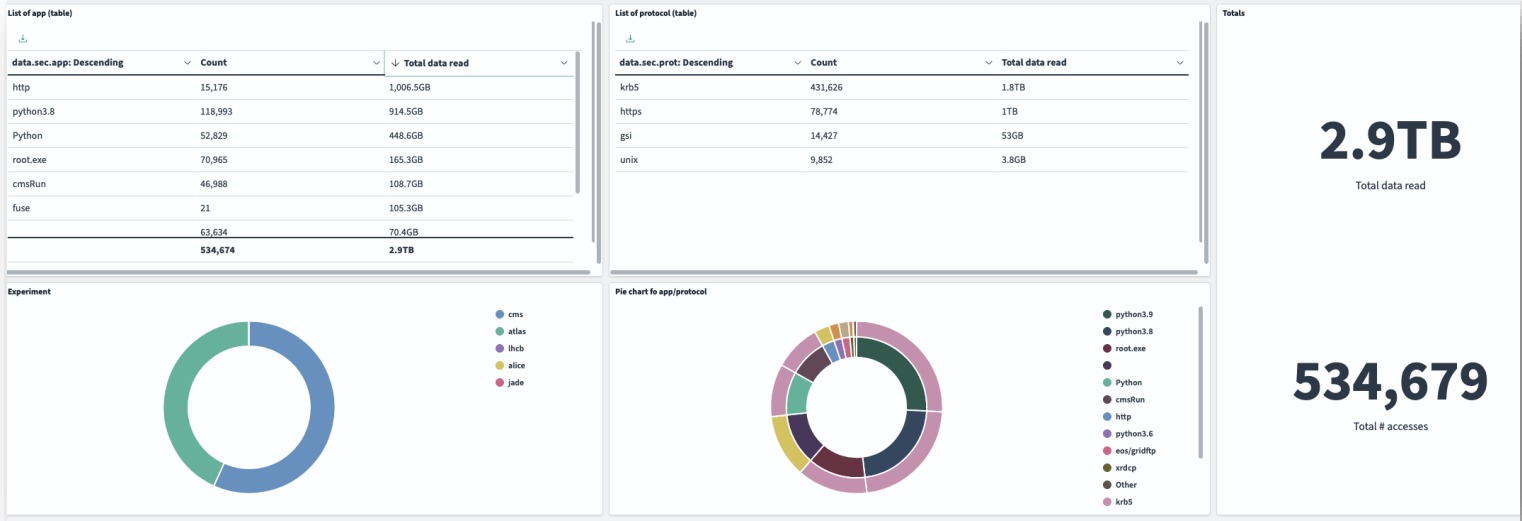 List of app (table)
data.sec.app: Descending Count Total data read
http 15,176 1,006.5GB
python3.8 118,993 914.5GB
Python 52,829 448.6GB
root.exe 70,965 165.3GB
cmsRun 46,988 108.7GB
fuse 21 105.3GB
63,634 70.4GB
534,674 2.9TB
List of protocol (table)
data.sec.prot: Descending Count Total data read
krb5 431,626 1.8TB
https 78,774 1TB
gsi 14,427 53GB
unix 9,852 3.8GB
Totals
2.9TB
Total data read
534,679
Total # accesses
Experiment
cms
atlas
lhcb
alice
jade
Pie chart fo app/protocol
python3.9
python3.8
root.exe
Python
cmsRun
http
python3.6
eos/gridftp
xrdcp
Other
krb5